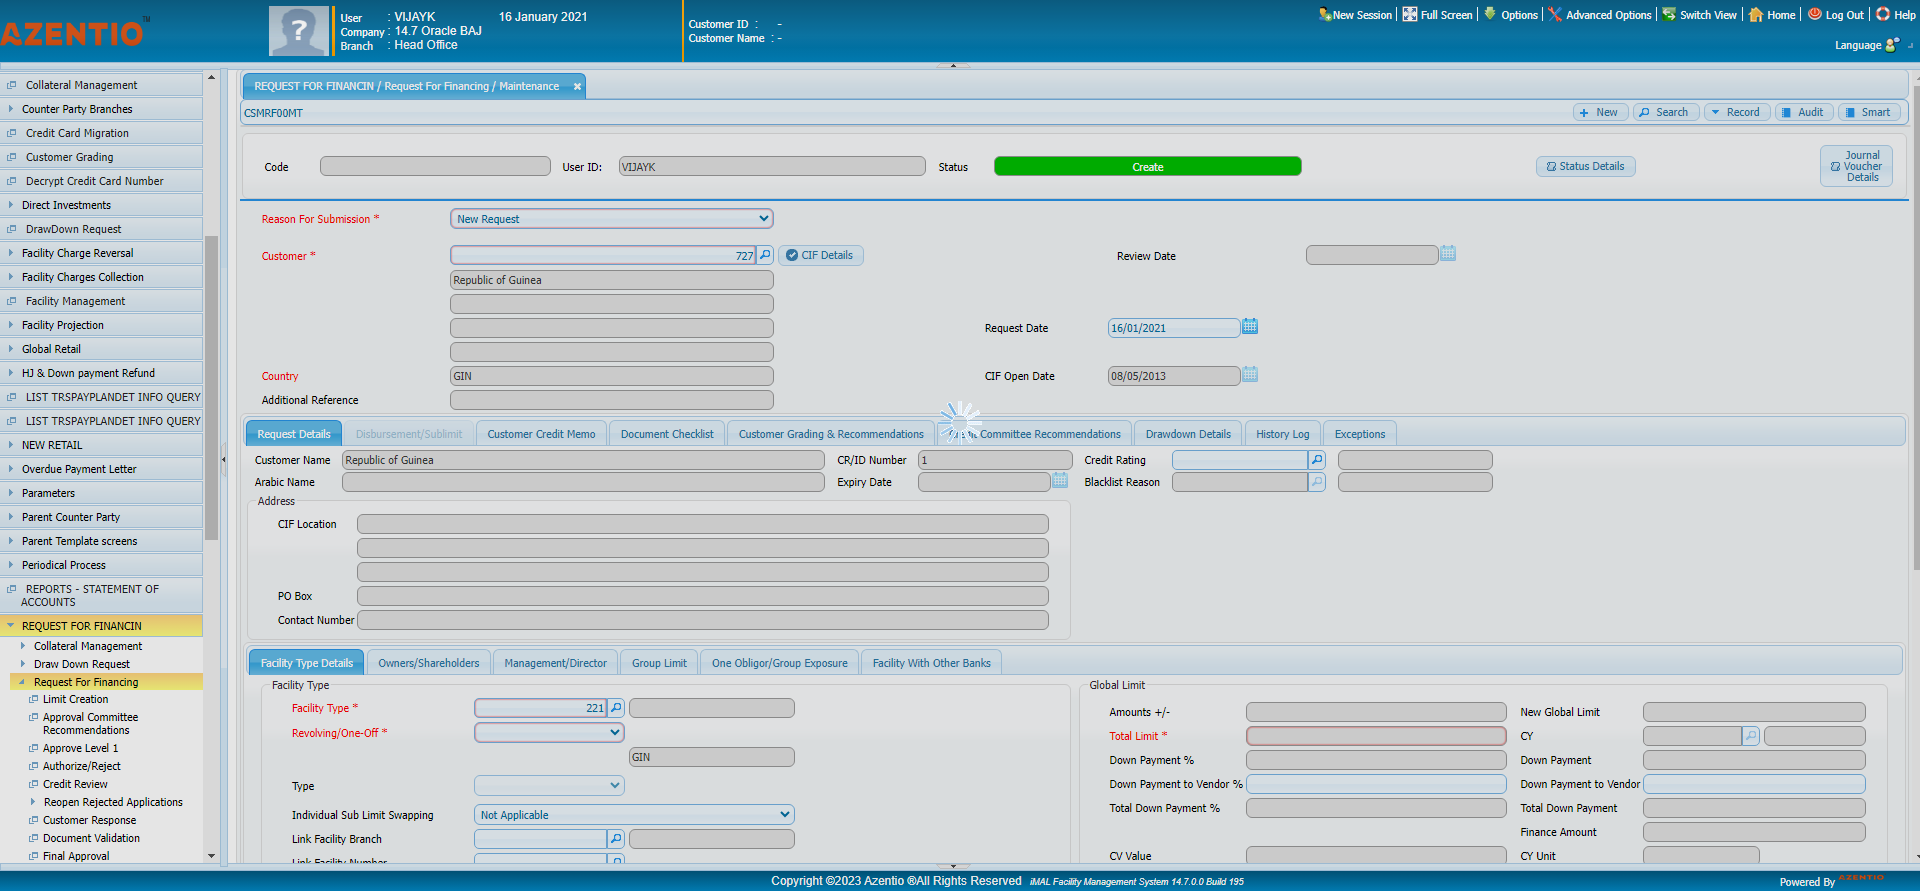 AZENTIO™
User : VIJAYK 16 January 2021
Company : 14.7 Oracle BAJ
Branch : Head Office
Customer ID : -
Customer Name : -
New Session | Full Screen | Options | Advanced Options | Switch View | Home | Log Out | Help
Language
Collateral Management
Counter Party Branches
Credit Card Migration
Customer Grading
Decrypt Credit Card Number
Direct Investments
DrawDown Request
Facility Charge Reversal
Facility Charges Collection
Facility Management
Facility Projection
Global Retail
HJ & Down payment Refund
LIST TRSPAYPLANDET INFO QUERY
LIST TRSPAYPLANDET INFO QUERY
NEW RETAIL
Overdue Payment Letter
Parameters
Parent Counter Party
Parent Template screens
Periodical Process
REPORTS - STATEMENT OF
ACCOUNTS
REQUEST FOR FINANCIN
Collateral Management
Draw Down Request
Request For Financing
Limit Creation
Approval Committee
Recommendations
Approve Level 1
Authorize/Reject
Credit Review
Reopen Rejected Applications
Customer Response
Document Validation
Final Approval
REQUEST FOR FINANCIN / Request For Financing / Maintenance
CSMRF00MT
New Search Record Audit Smart
Code User ID: VIJAYK Status Create Status Details
Journal
Voucher
Details
Reason For Submission * New Request
Customer * 727 CIF Details Review Date
Republic of Guinea
Request Date 16/01/2021
Country GIN CIF Open Date 08/05/2013
Additional Reference
Request Details Disbursement/Sublimit Customer Credit Memo Document Checklist Customer Grading & Recommendations Committee Recommendations Drawdown Details History Log Exceptions
Customer Name Republic of Guinea CR/ID Number 1 Credit Rating
Arabic Name Expiry Date Blacklist Reason
Address
CIF Location
PO Box
Contact Number
Facility Type Details Owners/Shareholders Management/Director Group Limit One Obligor/Group Exposure Facility With Other Banks
Facility Type Global Limit
Facility Type * 221 Amounts +/- New Global Limit
Revolving/One-Off * Total Limit * CY
GIN Down Payment % Down Payment
Type Down Payment to Vendor % Down Payment to Vendor
Individual Sub Limit Swapping Not Applicable Total Down Payment % Total Down Payment
Link Facility Branch Finance Amount
Link Facility Number CV Value CY Unit
Copyright ©2023 Azentio ®All Rights Reserved iMAL Facility Management System 14.7.0.0 Build 195
Powered By AZENTIO